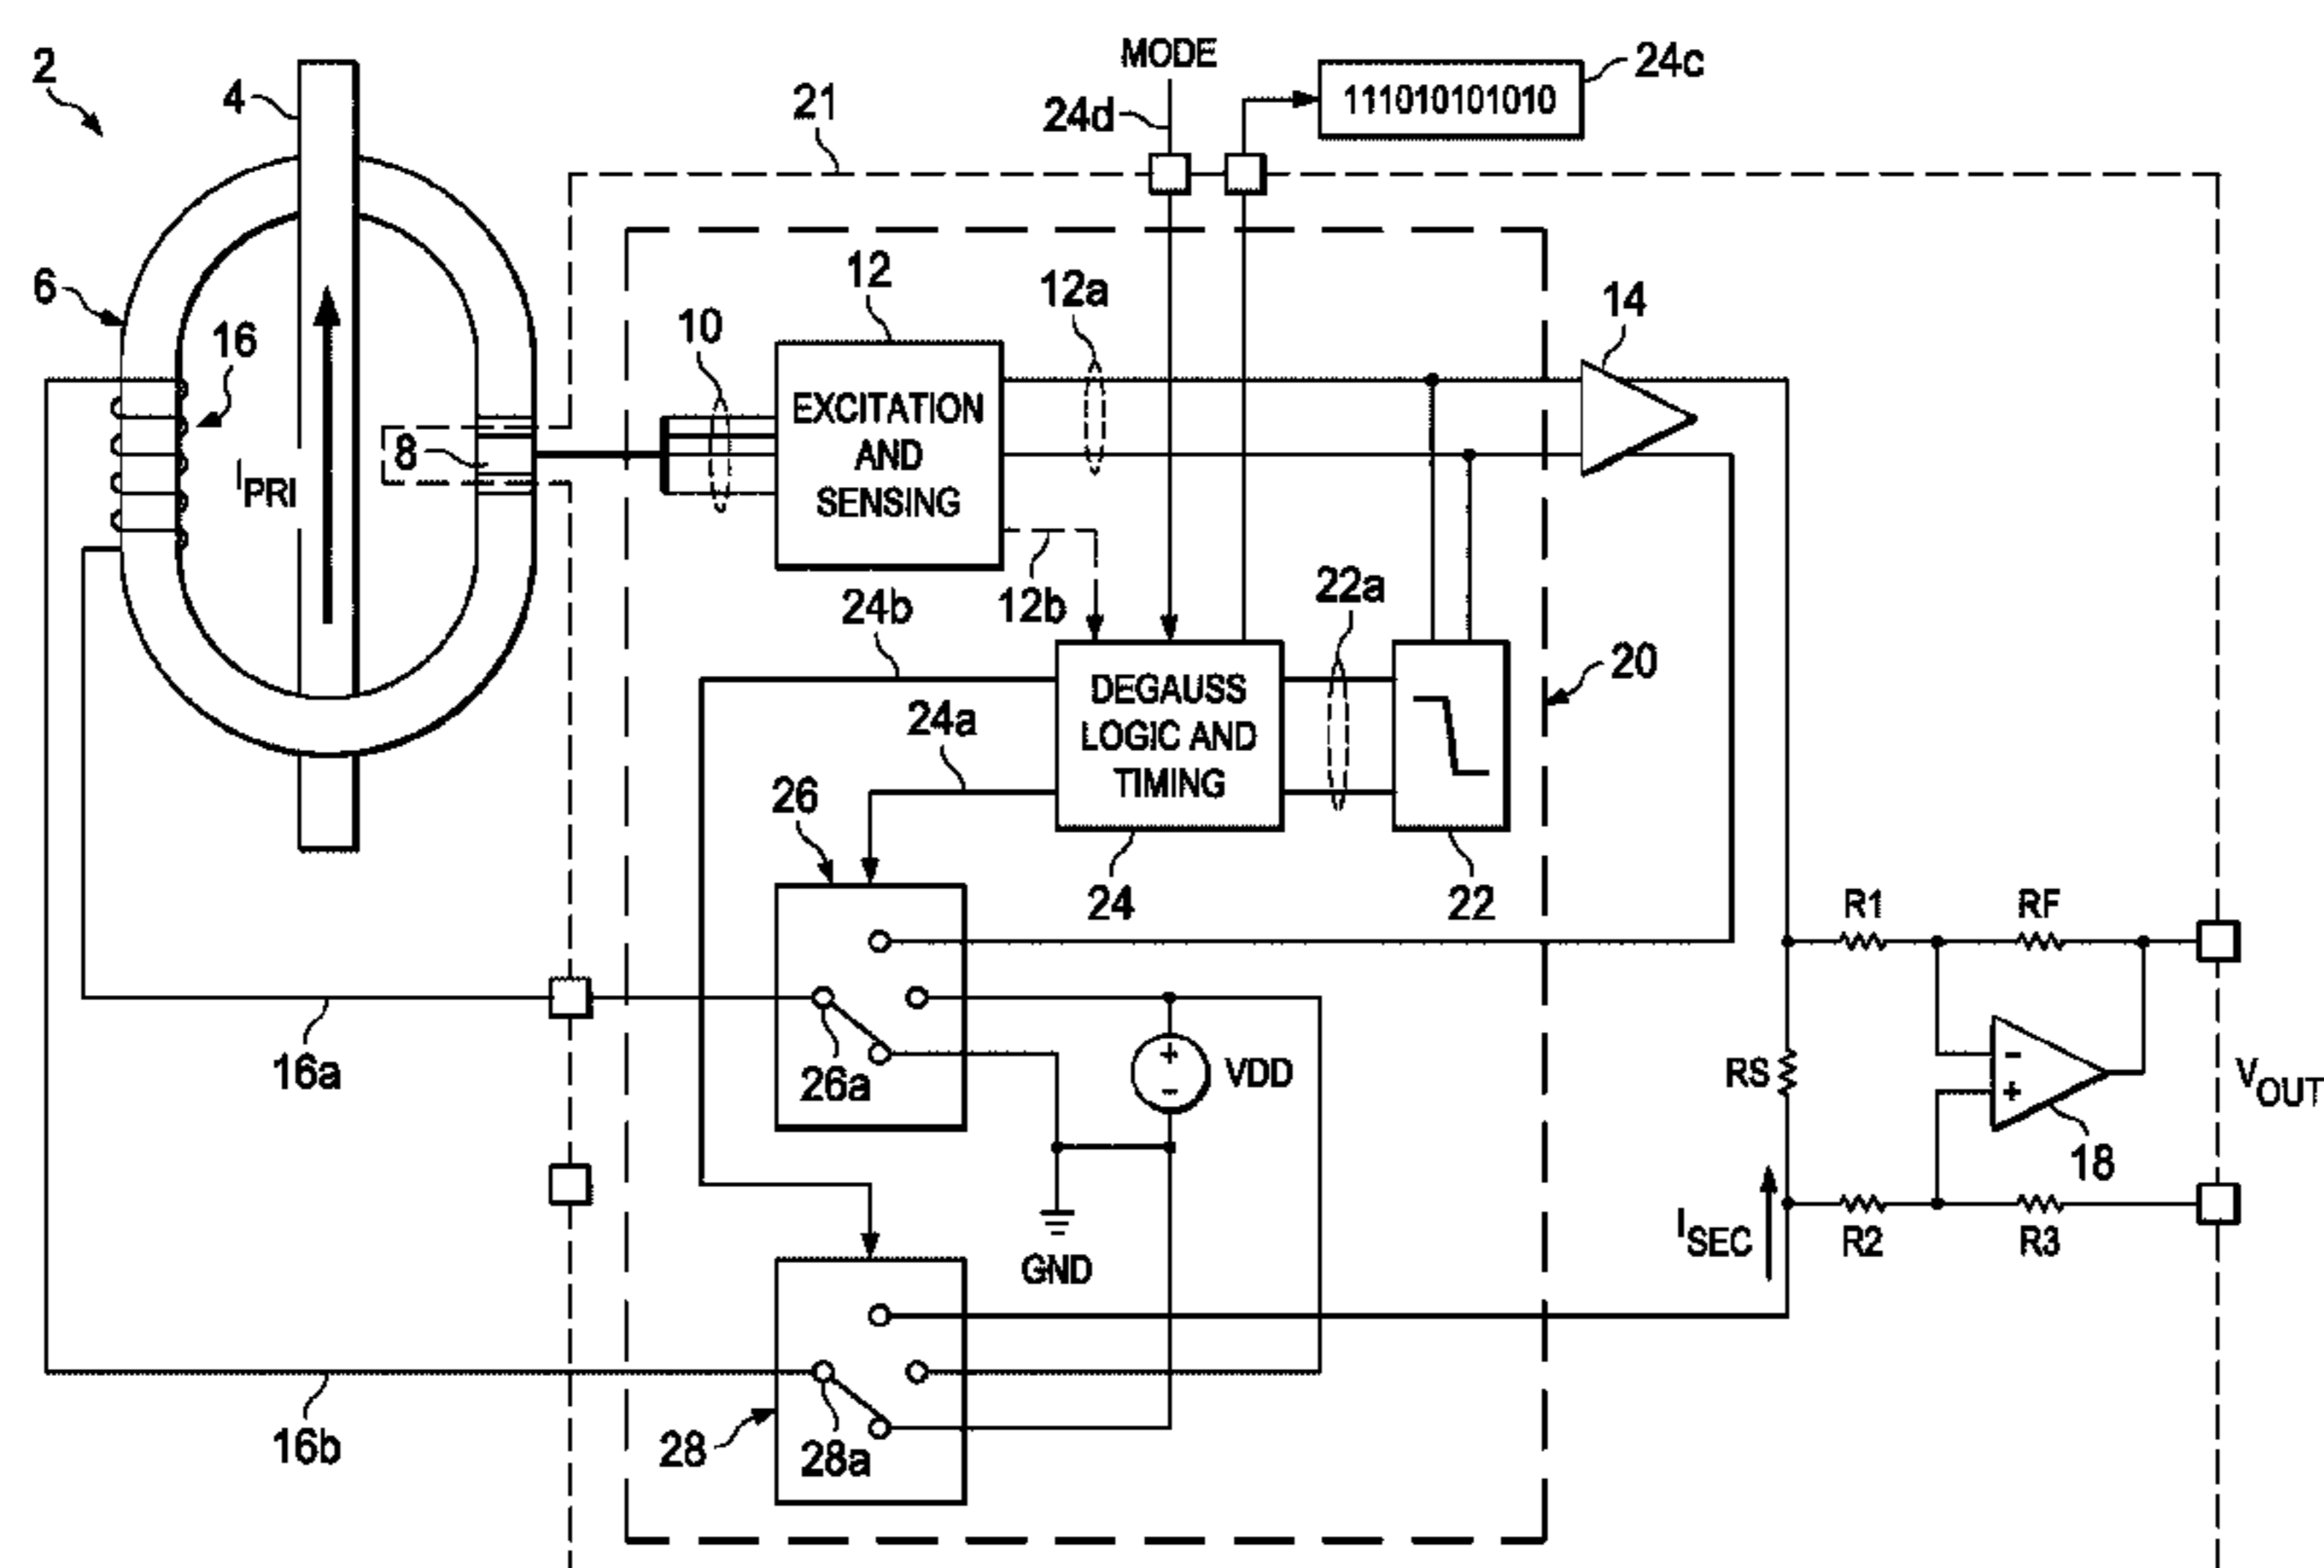 MODE
24c
2
4
21
24d
111010101010
12
12a
14
6
10
16
EXCITATION
AND
SENSING
8
IPRI
12b
22a
24b
20
DEGAUSS
LOGIC AND
TIMING
24a
26
24
22
R1
RF
26a
VDD
+
-
RS
-
+
VOUT
16a
18
GND
ISEC
R2
R3
28
28a
16b